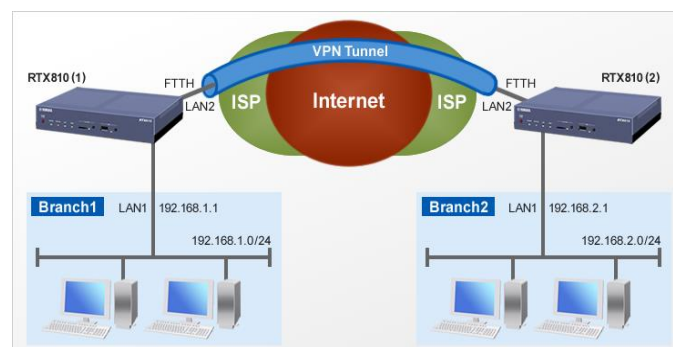 VPN Tunnel
RTX810 (1)
FTTH
FTTH
RTX810 (2)
ISP
Internet
ISP
LAN2
LAN2
Branch1
LAN1
192.168.1.1
Branch2
LAN1
192.168.2.1
192.168.1.0/24
192.168.2.0/24